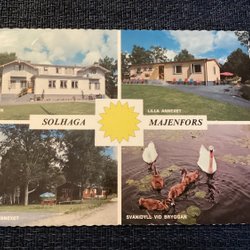 LILLA ANNEXET
SOLHAGA MAJENFORS
ANNEXET
SVANIDYLL VID BRYGGAN